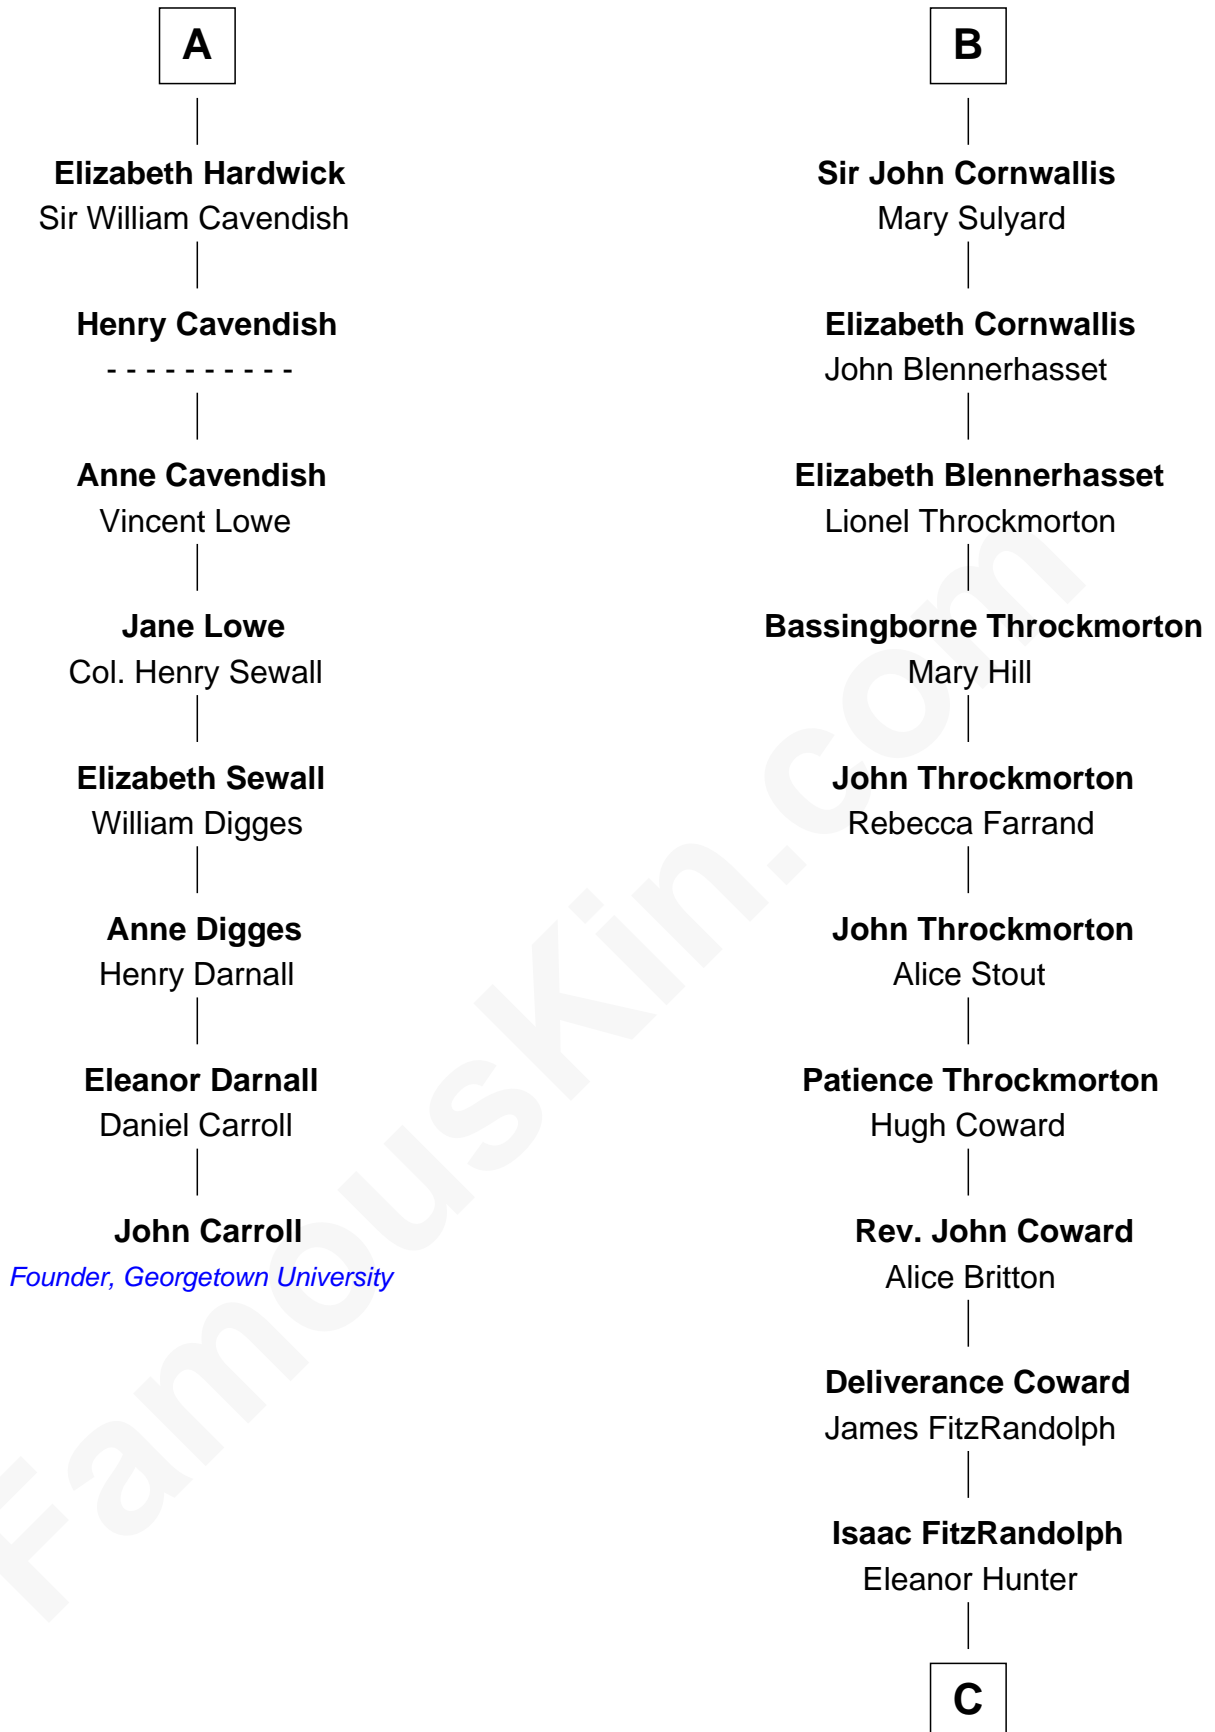 A
Elizabeth Hardwick
Sir William Cavendish
Henry Cavendish
- - - - - - - - - -
Anne Cavendish
Vincent Lowe
Jane Lowe
Col. Henry Sewall
Elizabeth Sewall
William Digges
Anne Digges
Henry Darnall
Eleanor Darnall
Daniel Carroll
John Carroll
Founder, Georgetown University
B
Sir John Cornwallis
Mary Sulyard
Elizabeth Cornwallis
John Blennerhasset
Elizabeth Blennerhasset
Lionel Throckmorton
Bassingborne Throckmorton
Mary Hill
John Throckmorton
Rebecca Farrand
John Throckmorton
Alice Stout
Patience Throckmorton
Hugh Coward
Rev. John Coward
Alice Britton
Deliverance Coward
James FitzRandolph
Isaac FitzRandolph
Eleanor Hunter
C
FamousKin.com